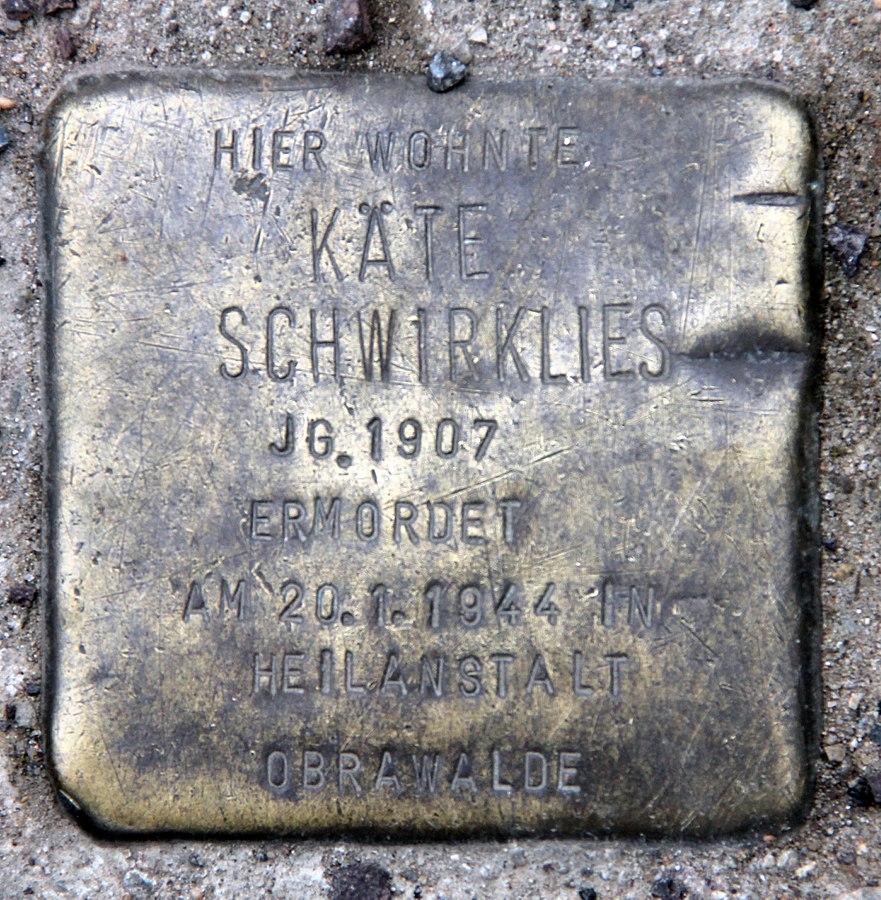 HIER WOHNTE
KÄTE
SCHWIRKLIES
JG. 1907
ERMORDET
AM 20.1.1944 IN
HEILANSTALT
OBRAWALDE